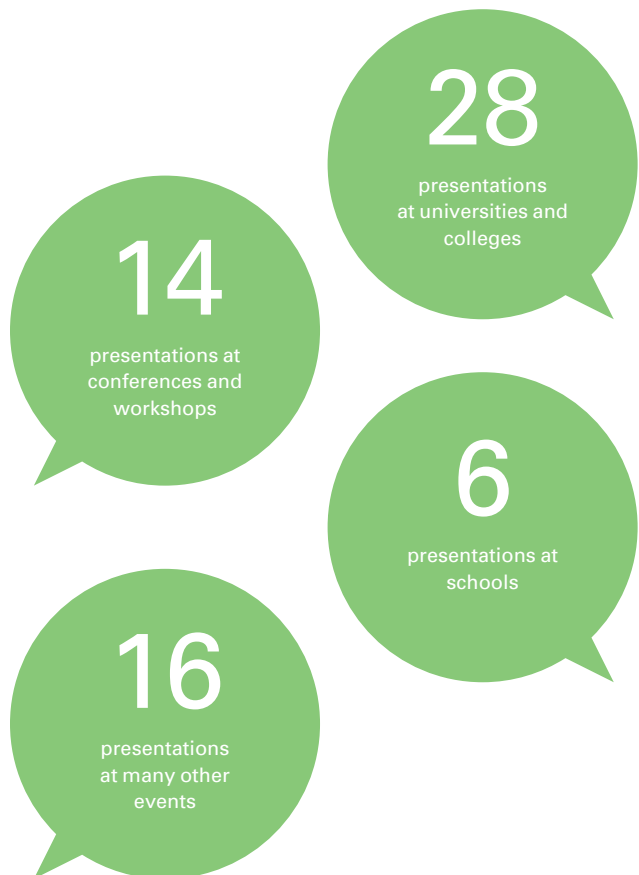 28
presentations
at universities and
colleges
14
presentations at
conferences and
workshops
6
presentations at
schools
16
presentations
at many other
events